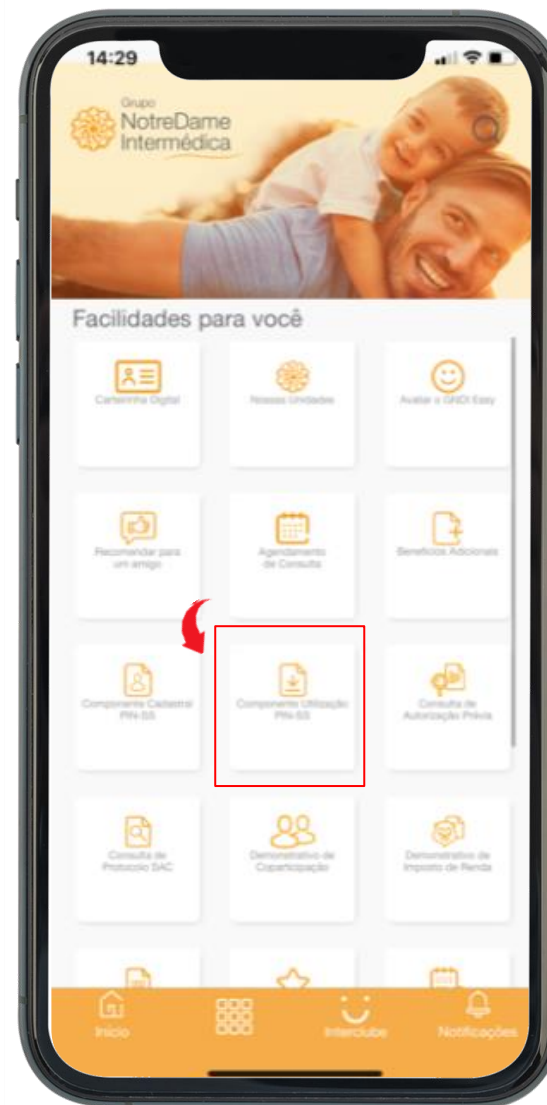 14:29
Grupo
NotreDame
Intermédica
Facilidades para você
Carteirinha Digital
Nossas Unidades
Avaliar o GNDI Easy
Recomendar para
um amigo
Agendamento
de Consulta
Benefícios Adicionais
Componente Cadastral
PIN-SS
Componente Utilização
PIN-SS
Consulta de
Autorização Prévia
Consulta de
Protocolo SAC
Demonstrativo de
Coparticipação
Demonstrativo de
Imposto de Renda
Início
Interclube
Notificações